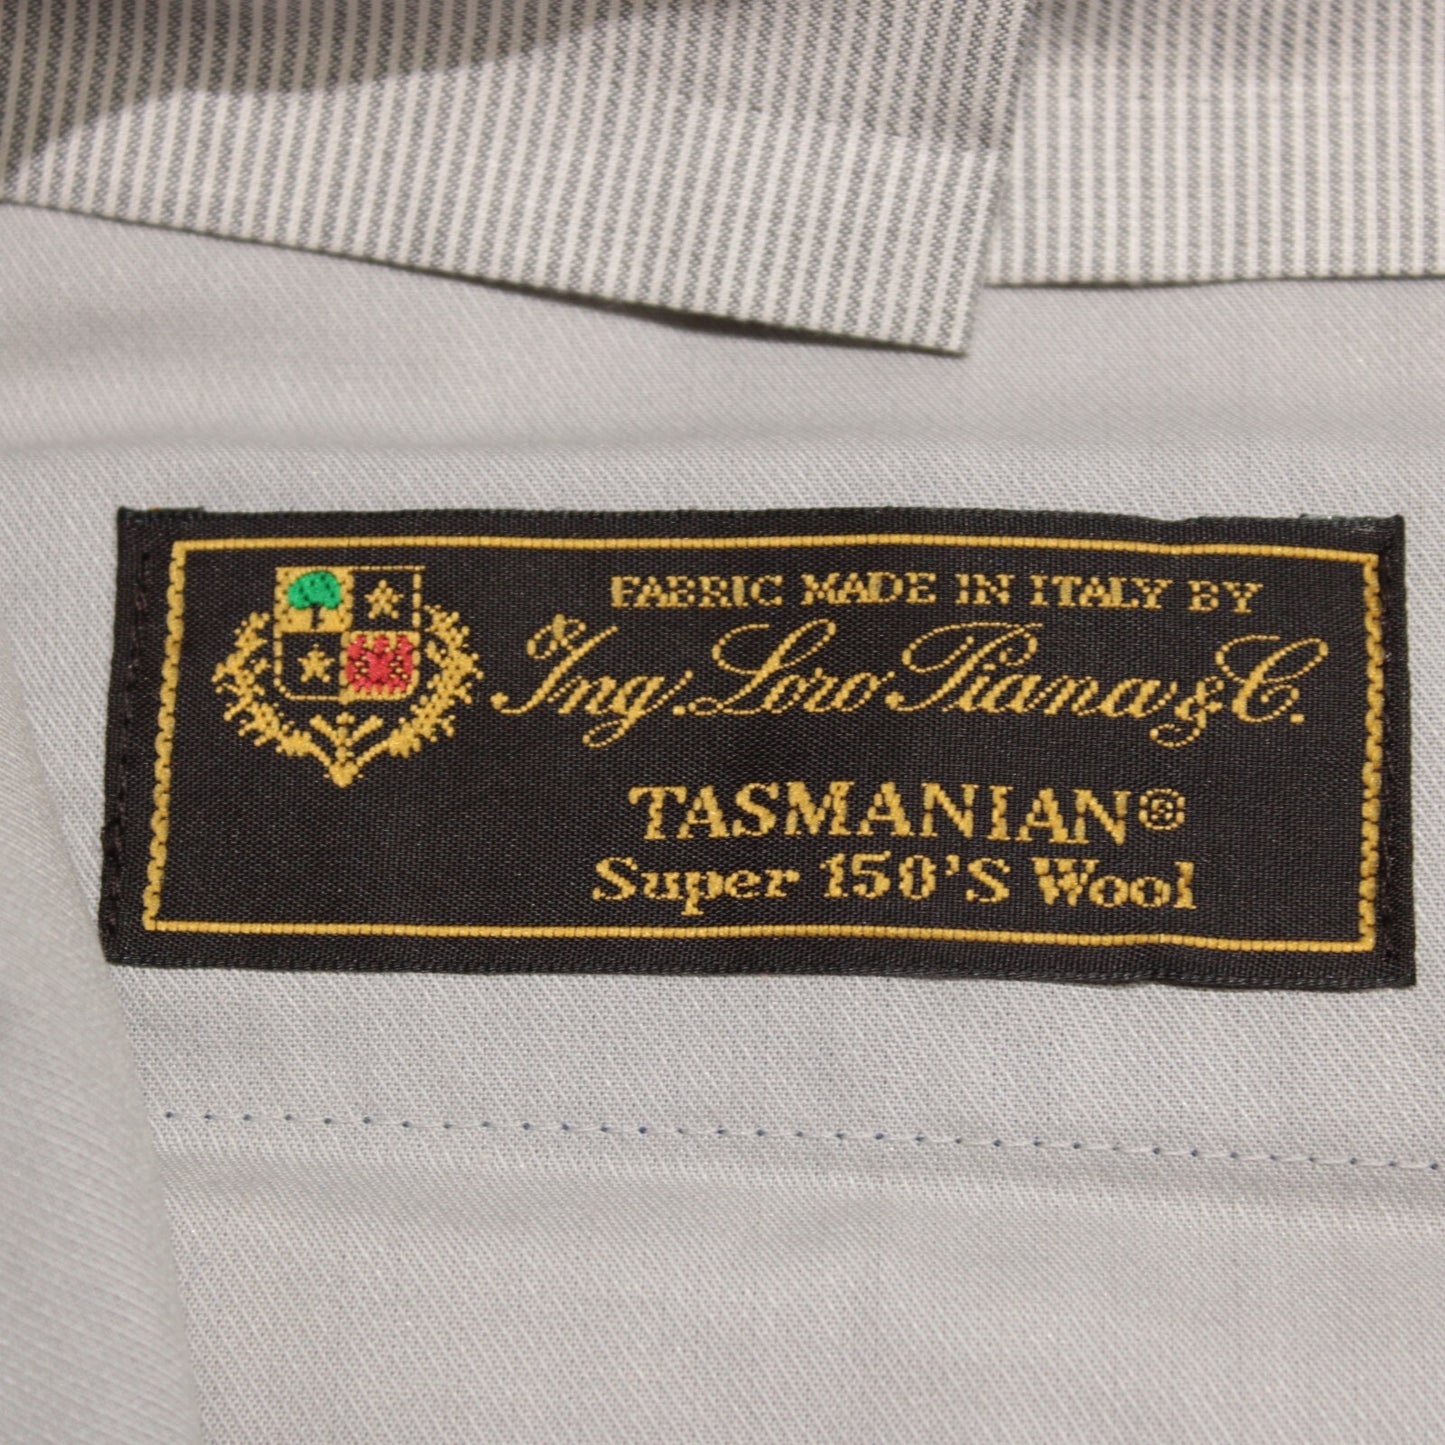 FABRIC MADE IN ITALY BY
Ing. Loro Piana & C.
TASMANIAN®
Super 150'S Wool